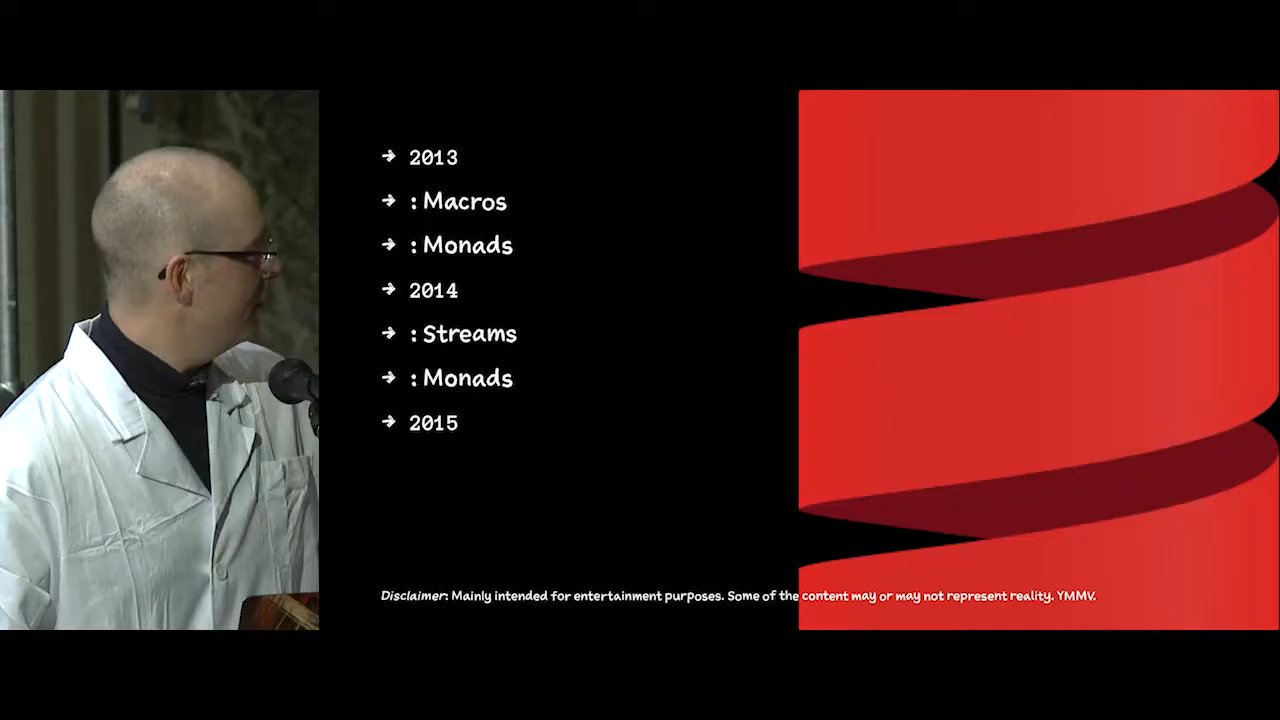 → 2013
→ : Macros
→ : Monads
→ 2014
→ : Streams
→ : Monads
→ 2015
Disclaimer: Mainly intended for entertainment purposes. Some of the content may or may not represent reality. YMMV.